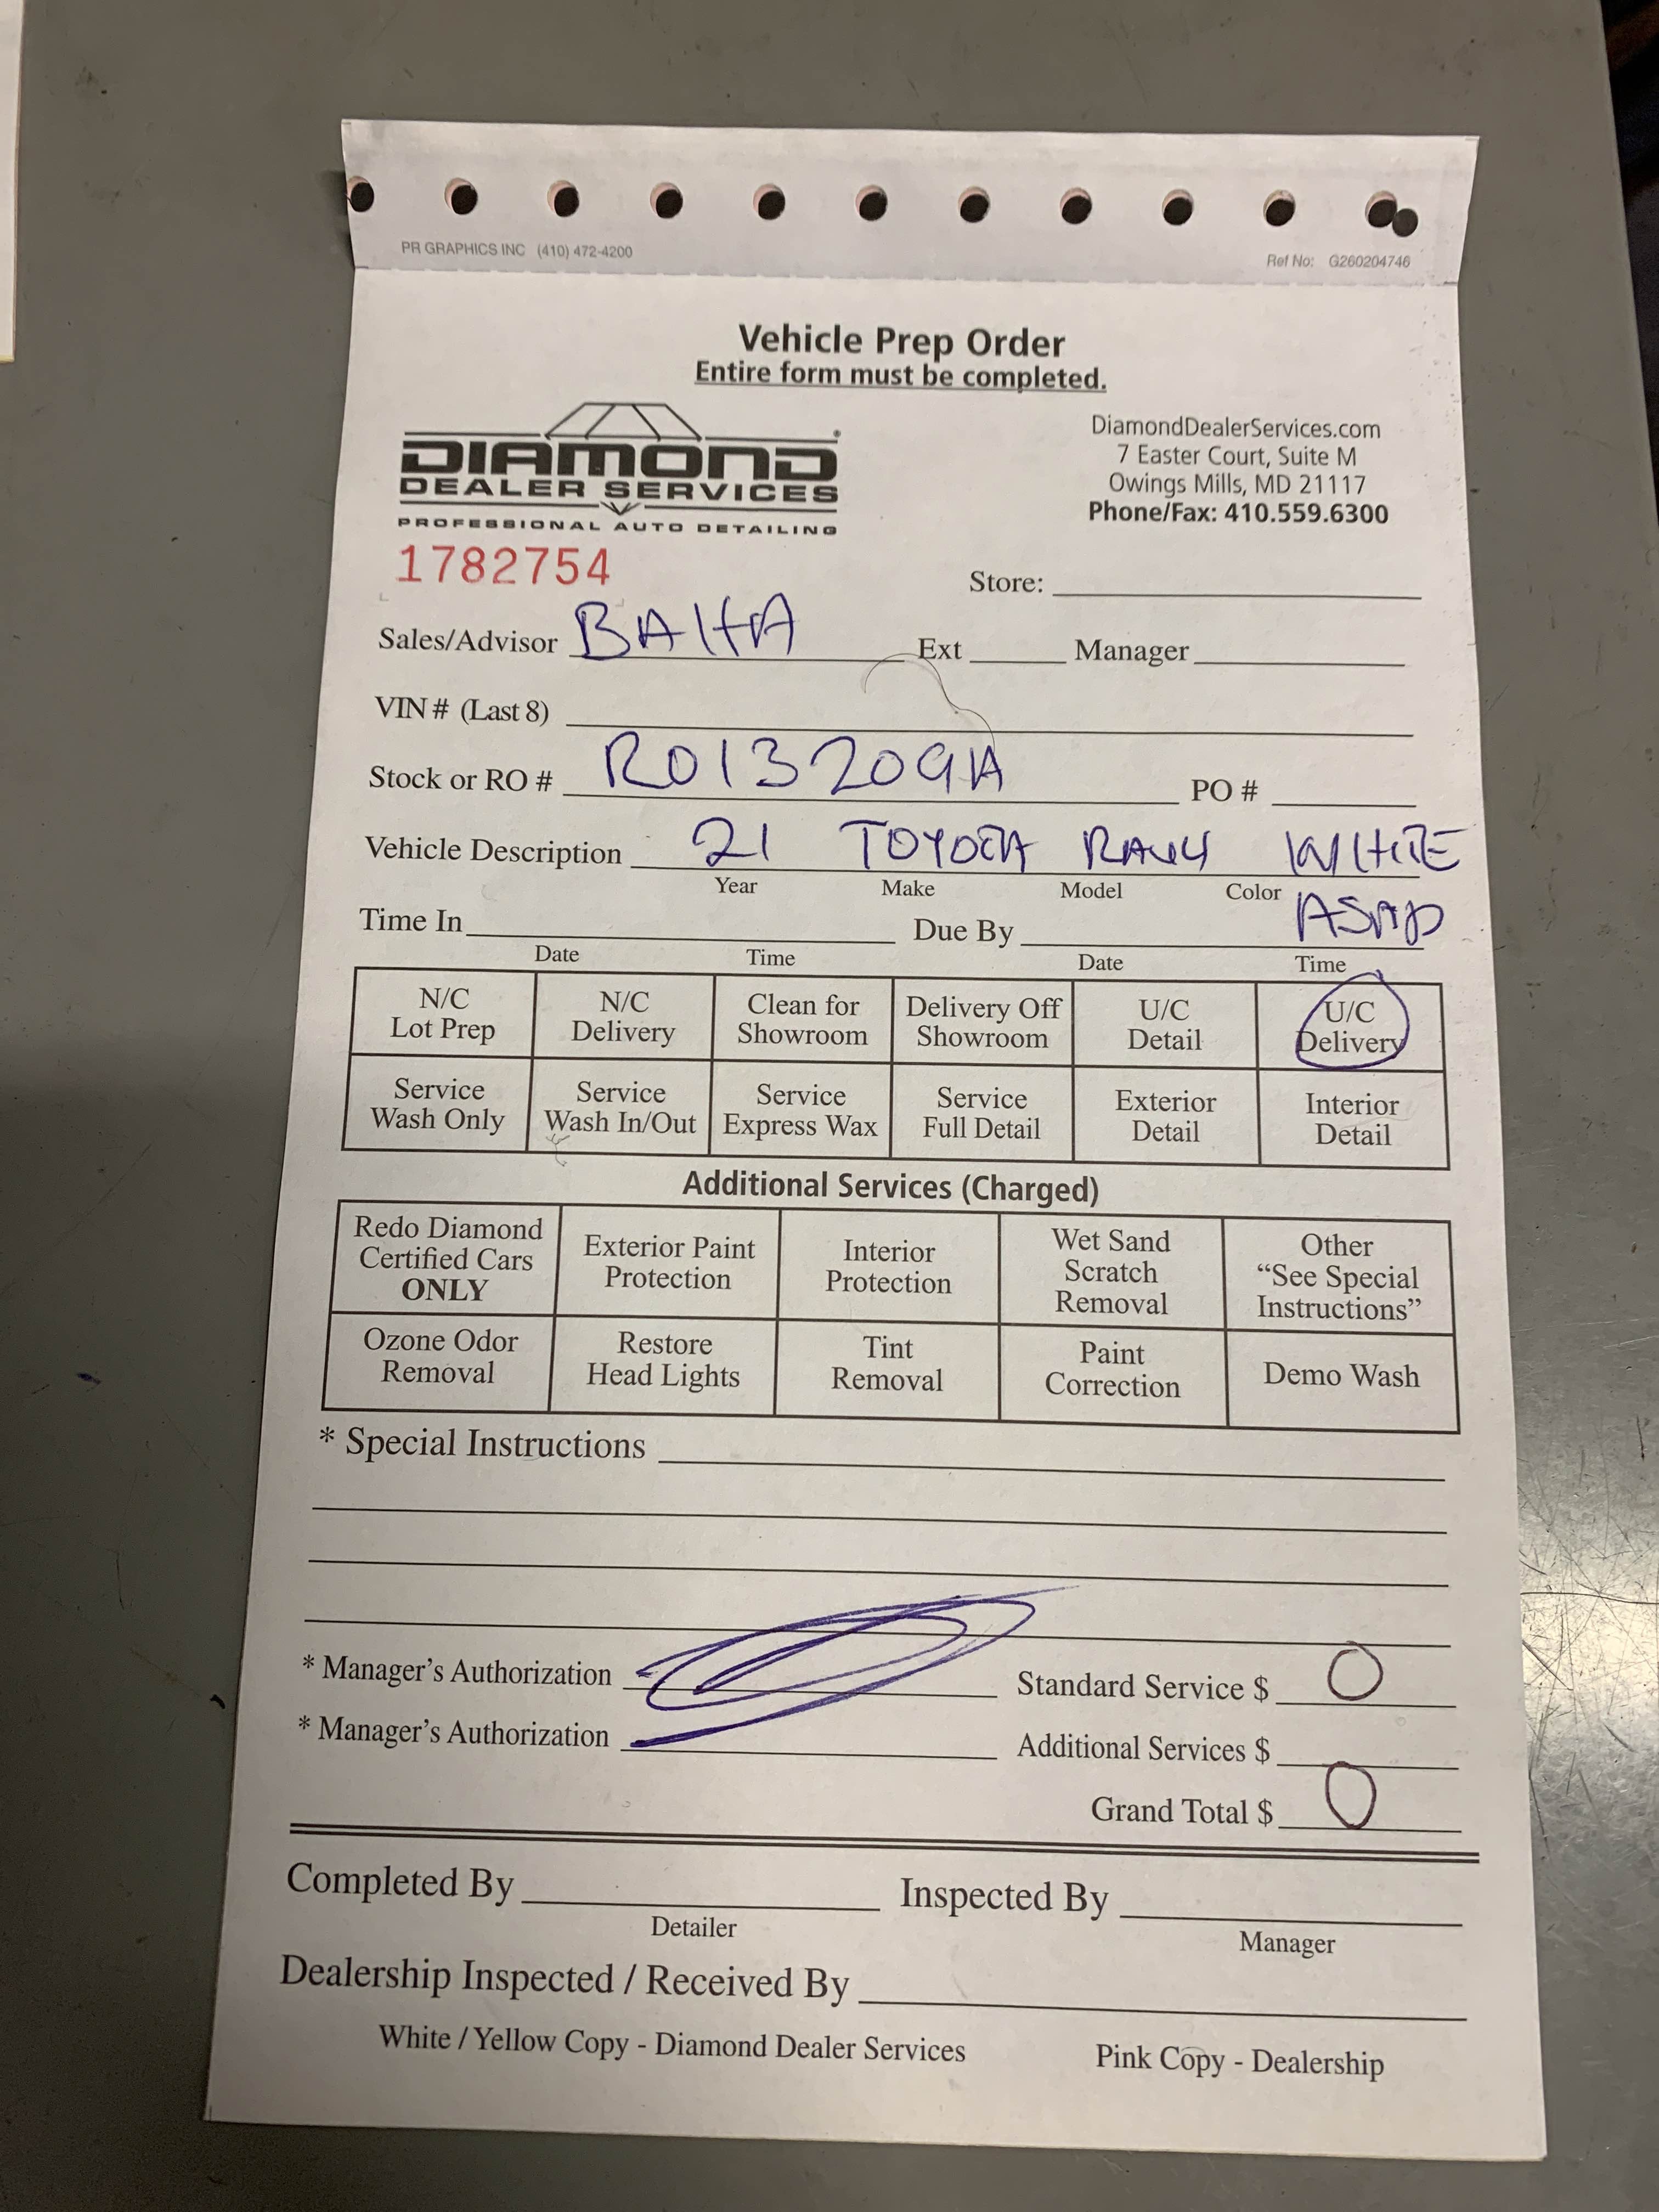 PR GRAPHICS INC (410) 472-4200 Ref No: G260204746
Vehicle Prep Order
Entire form must be completed.
DIAMOND
DEALER SERVICES
PROFESSIONAL AUTO DETAILING
DiamondDealerServices.com
7 Easter Court, Suite M
Owings Mills, MD 21117
Phone/Fax: 410.559.6300
1782754
Store:
Sales/Advisor Ext Manager
VIN # (Last 8)
Stock or RO # R013209A PO #
Vehicle Description 21 TOYOTA RAV4 WHITE
Year Make Model Color
Time In Due By ASAP
Date Time Date Time
N/C Lot Prep N/C Delivery Clean for Showroom Delivery Off Showroom U/C Detail U/C Delivery
Service Wash Only Service Wash In/Out Service Express Wax Service Full Detail Exterior Detail Interior Detail
Additional Services (Charged)
Redo Diamond Certified Cars ONLY Exterior Paint Protection Interior Protection Wet Sand Scratch Removal Other “See Special Instructions”
Ozone Odor Removal Restore Head Lights Tint Removal Paint Correction Demo Wash
* Special Instructions
* Manager's Authorization Standard Service $ 0
* Manager's Authorization Additional Services $
Grand Total $ 0
Completed By Inspected By
Detailer Manager
Dealership Inspected / Received By
White / Yellow Copy - Diamond Dealer Services Pink Copy - Dealership